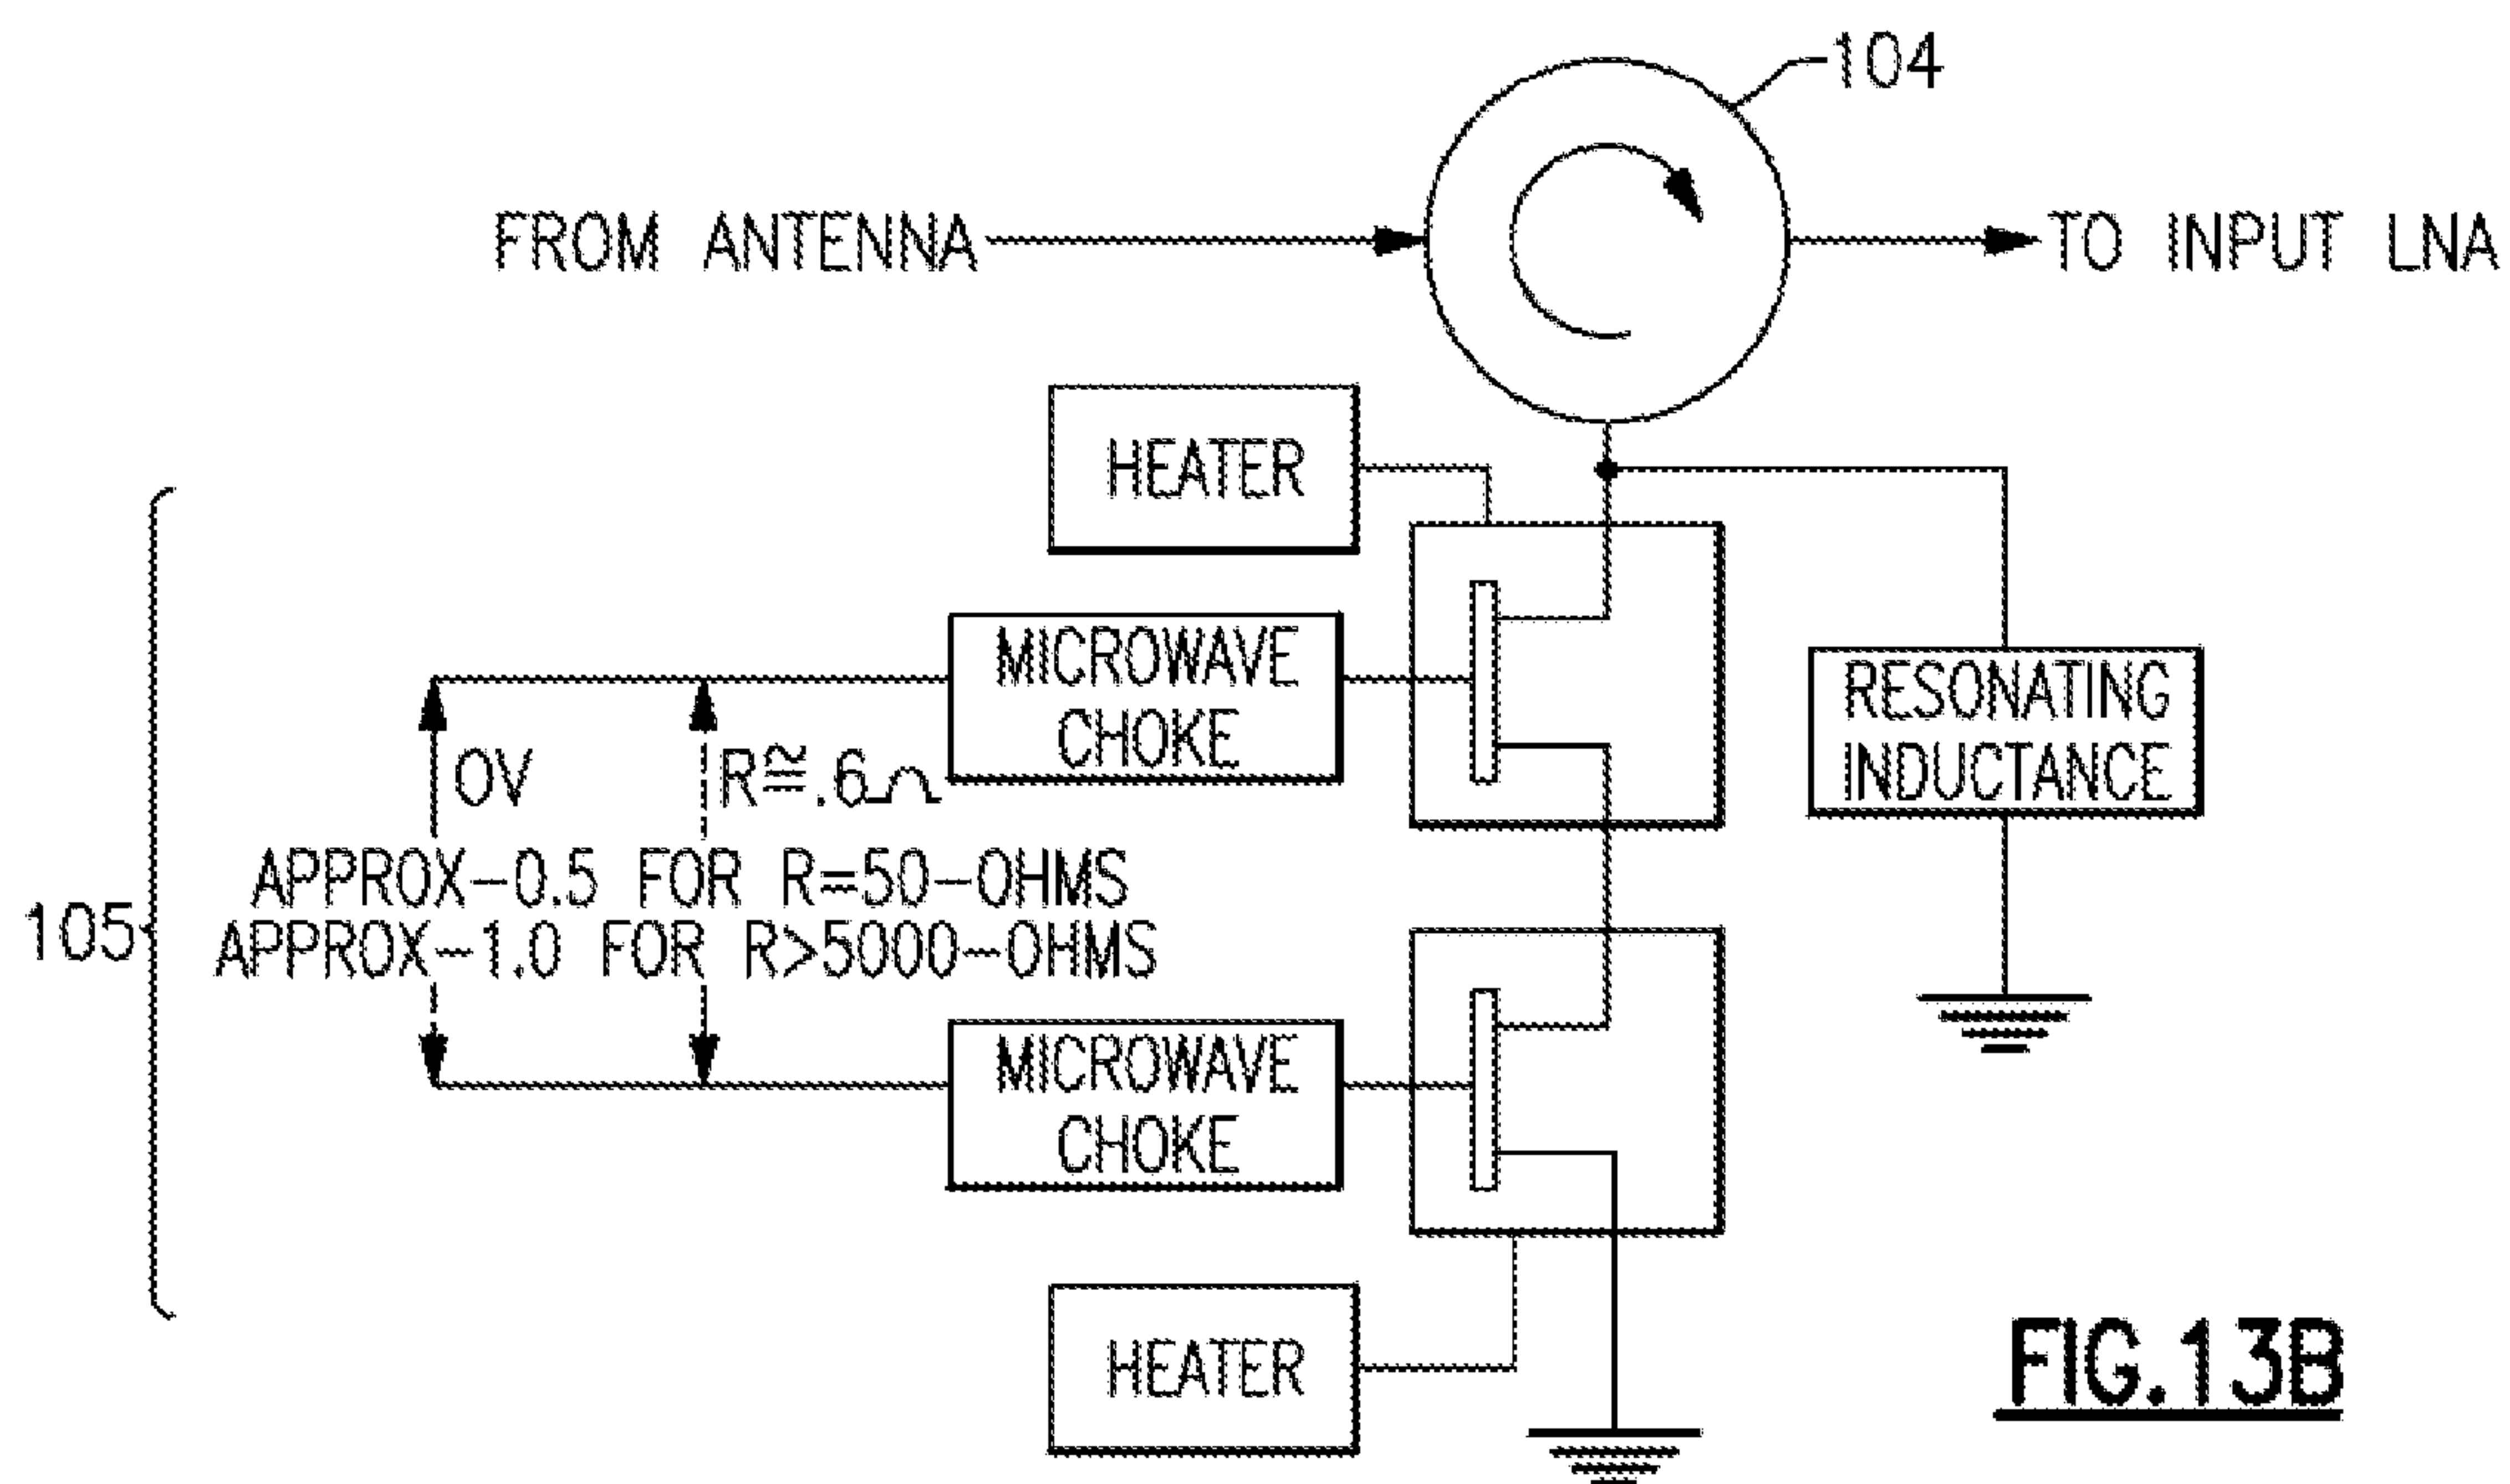 104
FROM ANTENNA
TO INPUT LNA
HEATER
MICROWAVE
CHOKE
RESONATING
INDUCTANCE
0V
R≅.6Ω
APPROX-0.5 FOR R=50-OHMS
APPROX-1.0 FOR R>5000-OHMS
105
MICROWAVE
CHOKE
HEATER
FIG.13B